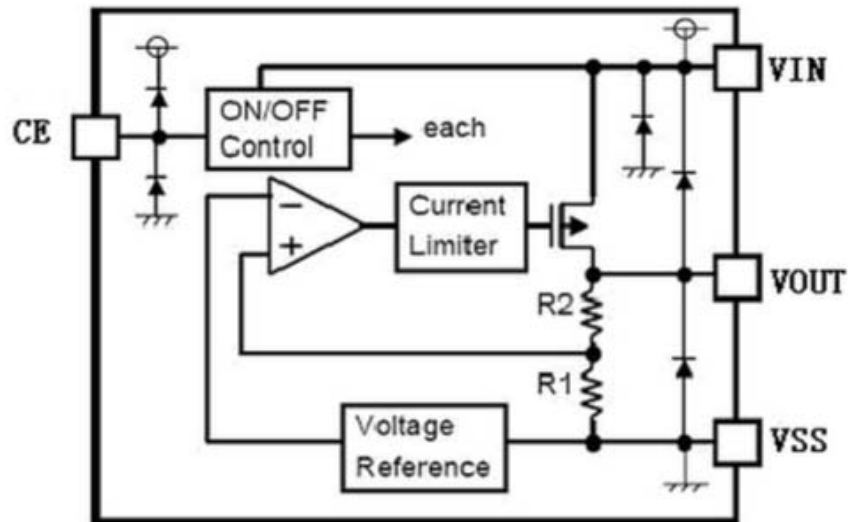 VIN
CE
ON/OFF
Control
each
−
+
Current
Limiter
VOUT
R2
R1
Voltage
Reference
VSS